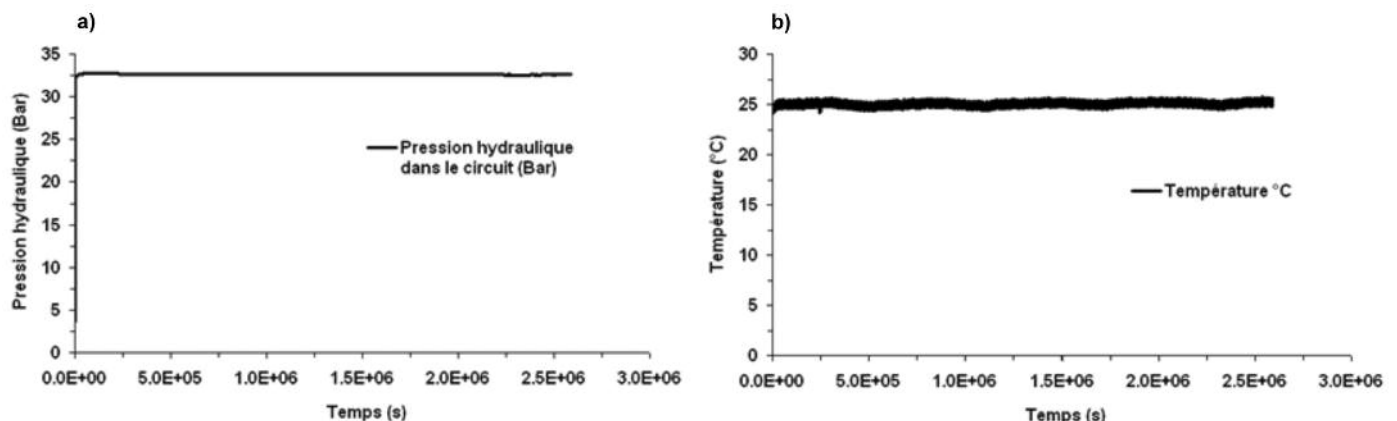 a)
35
30
25
20
15
10
5
0
Pression hydraulique (Bar)
Pression hydraulique
dans le circuit (Bar)
0.0E+00 5.0E+05 1.0E+06 1.5E+06 2.0E+06 2.5E+06 3.0E+06
Temps (s)
b)
30
25
20
15
10
5
0
Température (°C)
Température °C
0.0E+00 5.0E+05 1.0E+06 1.5E+06 2.0E+06 2.5E+06 3.0E+06
Temps (s)